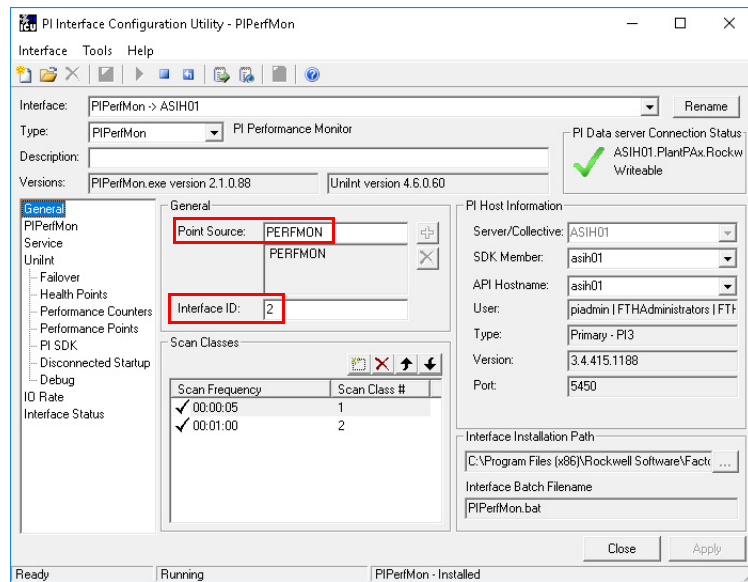 PI Interface Configuration Utility - PIPerfMon
Interface Tools Help
Interface: PIPerfMon -> ASIH01 Rename
Type: PIPerfMon PI Performance Monitor
Description:
Versions: PIPerfMon.exe version 2.1.0.88 UniInt version 4.6.0.60
PI Data server Connection Status
ASIH01.PlantPAx.Rockw
Writeable
General
PIPerfMon
Service
UniInt
Failover
Health Points
Performance Counters
Performance Points
PI SDK
Disconnected Startup
Debug
IO Rate
Interface Status
General
Point Source: PERFMON
PERFMON
Interface ID: 2
Scan Classes
Scan Frequency Scan Class #
00:00:05 1
00:01:00 2
PI Host Information
Server/Collective: ASIH01
SDK Member: asih01
API Hostname: asih01
User: piadmin | FTHAdministrators | FTH
Type: Primary - PI3
Version: 3.4.415.1188
Port: 5450
Interface Installation Path
C:\Program Files (x86)\Rockwell Software\Facto ...
Interface Batch Filename
PIPerfMon.bat
Close Apply
Ready Running PIPerfMon - Installed